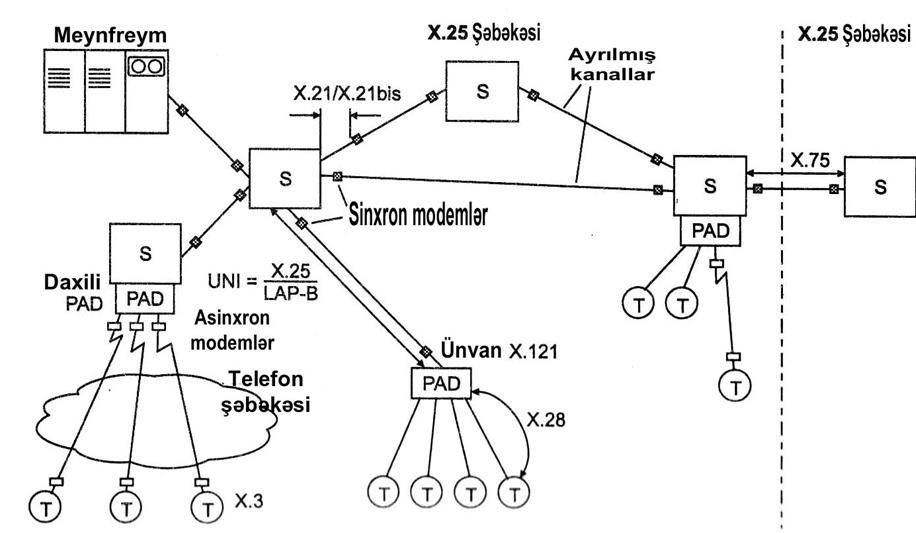 Meynfreym
X.25 Şəbəkəsi
X.25 Şəbəkəsi
Ayrılmış
kanallar
X.21/X.21bis
S
S
S
X.75
S
Sinxron modemlər
PAD
S
UNI = X.25
LAP-B
Daxili
PAD
PAD
T
T
Asinxron
modemlər
Ünvan X.121
Telefon
şəbəkəsi
PAD
T
X.28
T
T
T
T
T
T
T
X.3